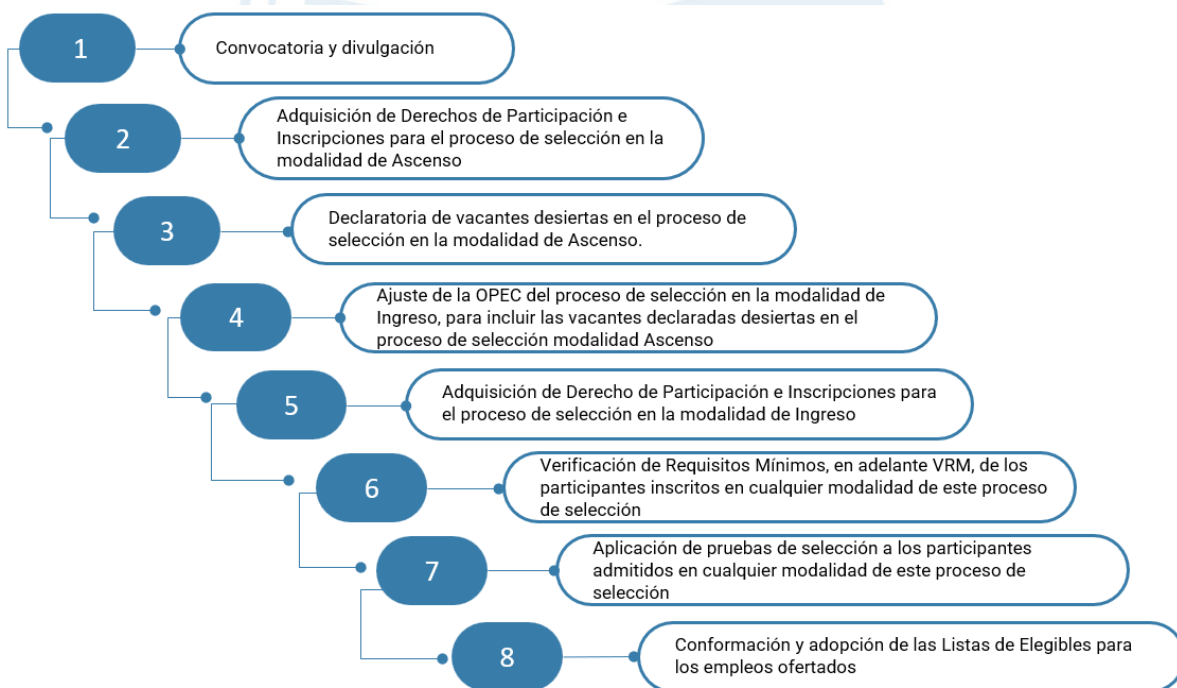 1
Convocatoria y divulgación
2
Adquisición de Derechos de Participación e
Inscripciones para el proceso de selección en la
modalidad de Ascenso
3
Declaratoria de vacantes desiertas en el proceso de
selección en la modalidad de Ascenso.
4
Ajuste de la OPEC del proceso de selección en la modalidad de
Ingreso, para incluir las vacantes declaradas desiertas en el
proceso de selección modalidad Ascenso
5
Adquisición de Derecho de Participación e Inscripciones para
el proceso de selección en la modalidad de Ingreso
6
Verificación de Requisitos Mínimos, en adelante VRM, de los
participantes inscritos en cualquier modalidad de este proceso
de selección
7
Aplicación de pruebas de selección a los participantes
admitidos en cualquier modalidad de este proceso de
selección
8
Conformación y adopción de las Listas de Elegibles para
los empleos ofertados